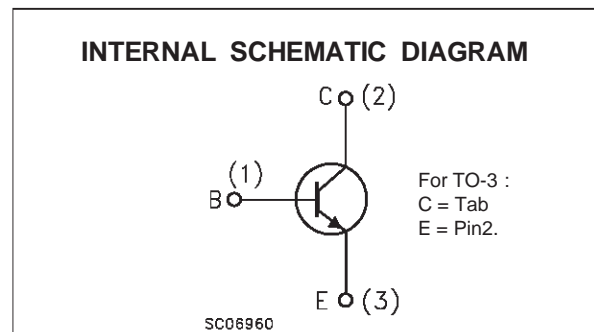 INTERNAL SCHEMATIC DIAGRAM
C (2)
(1)
B
For TO-3 :
C = Tab
E = Pin2.
E (3)
SC06960